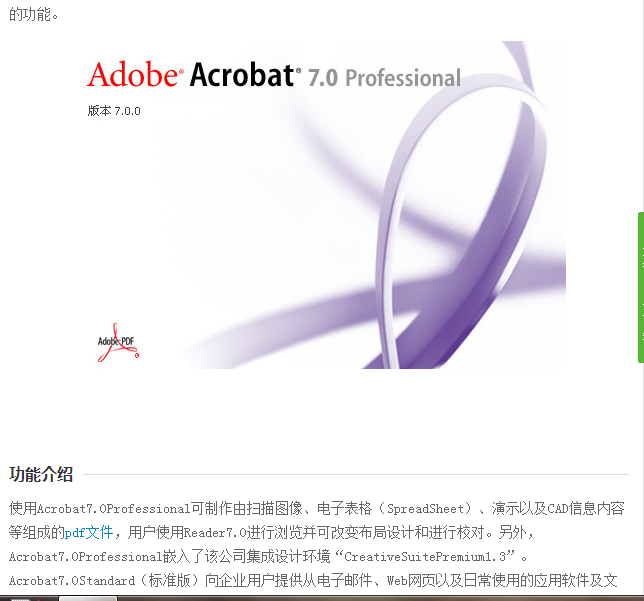 的功能。
Adobe® Acrobat® 7.0 Professional
版本 7.0.0
Adobe PDF
功能介绍
使用Acrobat7.0Professional可制作由扫描图像、电子表格（SpreadSheet）、演示以及CAD信息内容
等组成的pdf文件，用户使用Reader7.0进行浏览并可改变布局设计和进行校对。另外，
Acrobat7.0Professional嵌入了该公司集成设计环境“CreativeSuitePremium1.3”。
Acrobat7.0Standard（标准版）向企业用户提供从电子邮件、Web网页以及日常使用的应用软件及文